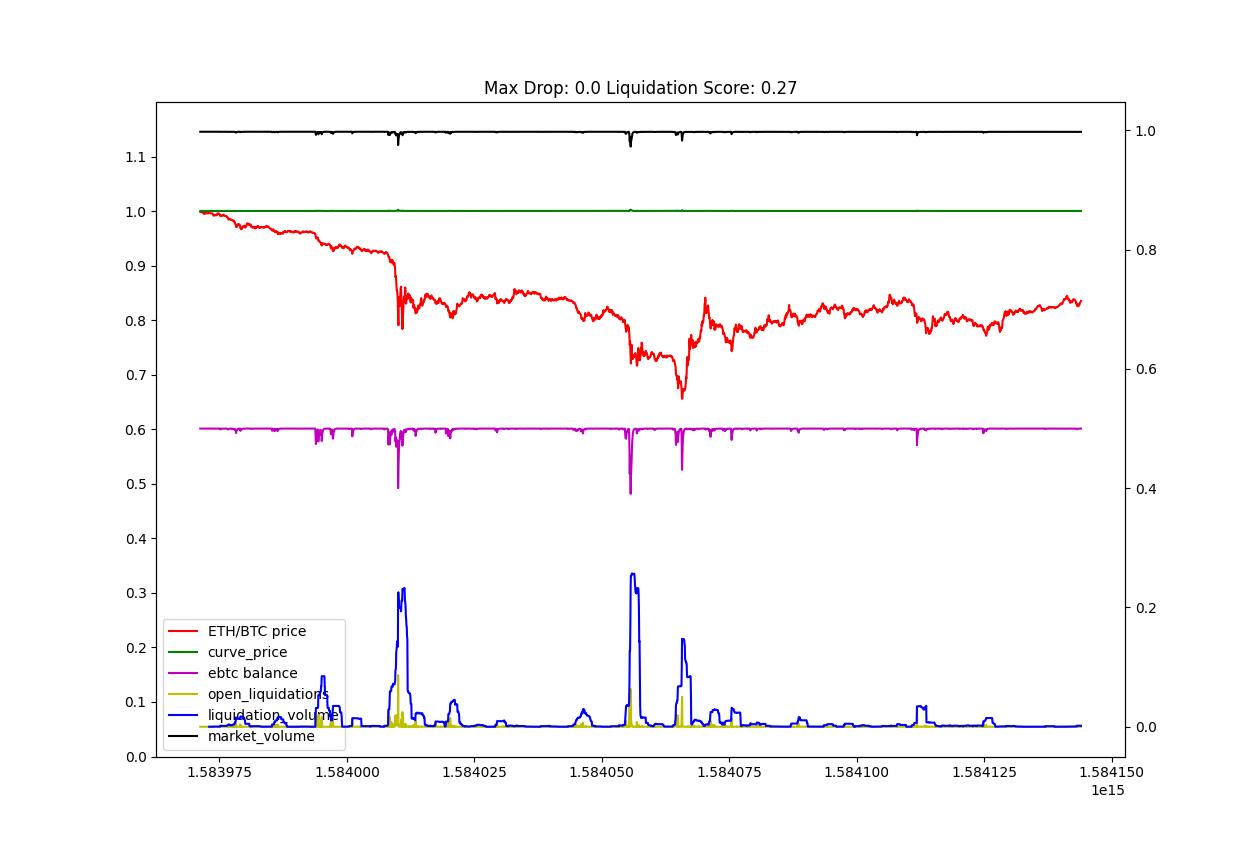 Max Drop: 0.0 Liquidation Score: 0.27
1.1
1.0
0.9
0.8
0.7
0.6
0.5
0.4
0.3
0.2
0.1
0.0
1.0
0.8
0.6
0.4
0.2
0.0
ETH/BTC price
curve_price
ebtc balance
open_liquidations
liquidation_volume
market_volume
1.583975 1.584000 1.584025 1.584050 1.584075 1.584100 1.584125 1.584150
1e15